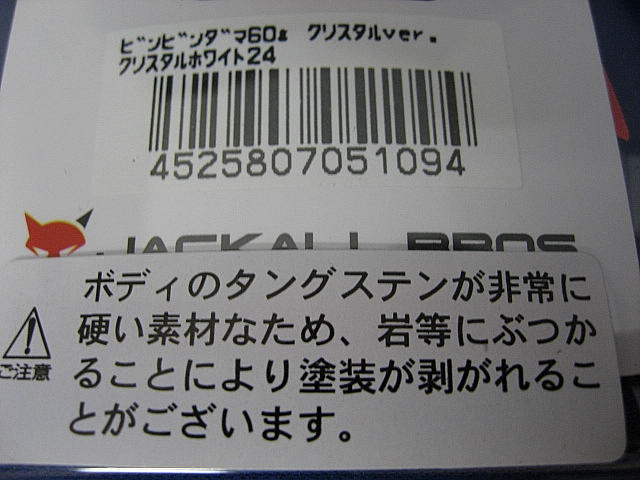 ビンビンダマ60g クリスタルver.
クリスタルホワイト24
4525807051094
JACKALL BROS
ボディのタングステンが非常に
硬い素材なため、岩等にぶつか
ることにより塗装が剥がれるこ
とがございます。
ご注意